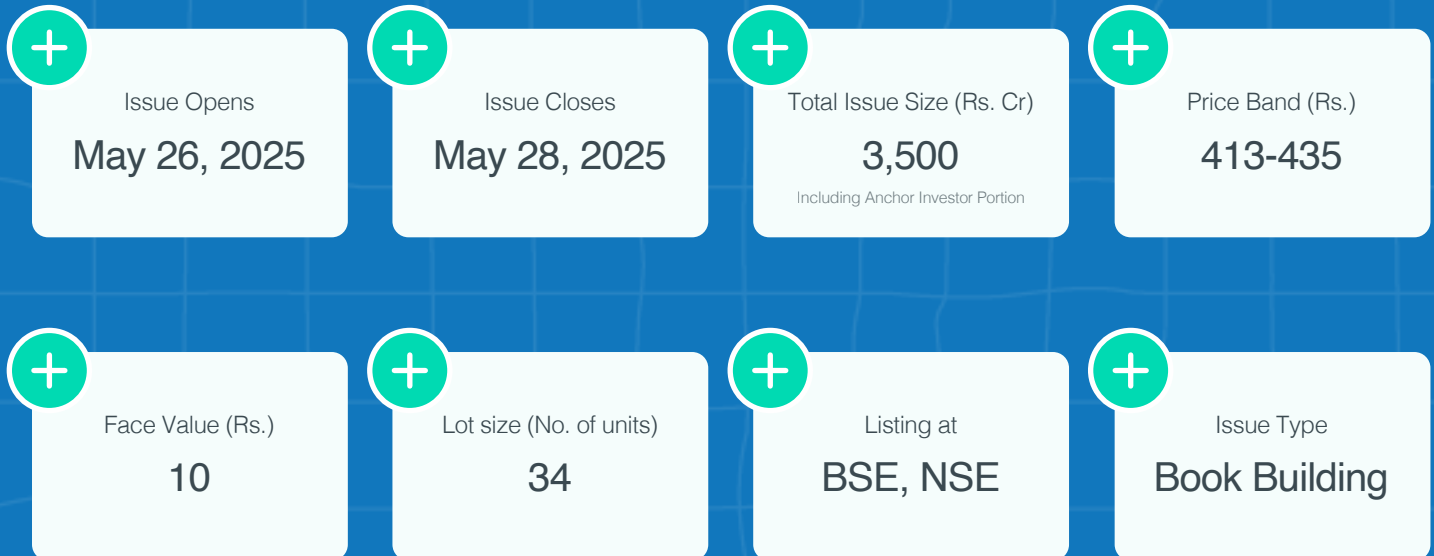 Issue Opens
May 26, 2025
Issue Closes
May 28, 2025
Total Issue Size (Rs. Cr)
3,500
Including Anchor Investor Portion
Price Band (Rs.)
413-435
Face Value (Rs.)
10
Lot size (No. of units)
34
Listing at
BSE, NSE
Issue Type
Book Building